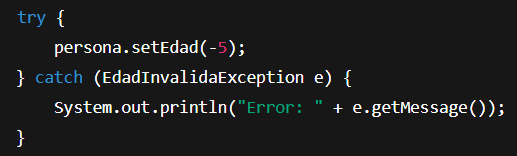 try {
    persona.setEdad(-5);
} catch (EdadInvalidaException e) {
    System.out.println("Error: " + e.getMessage());
}